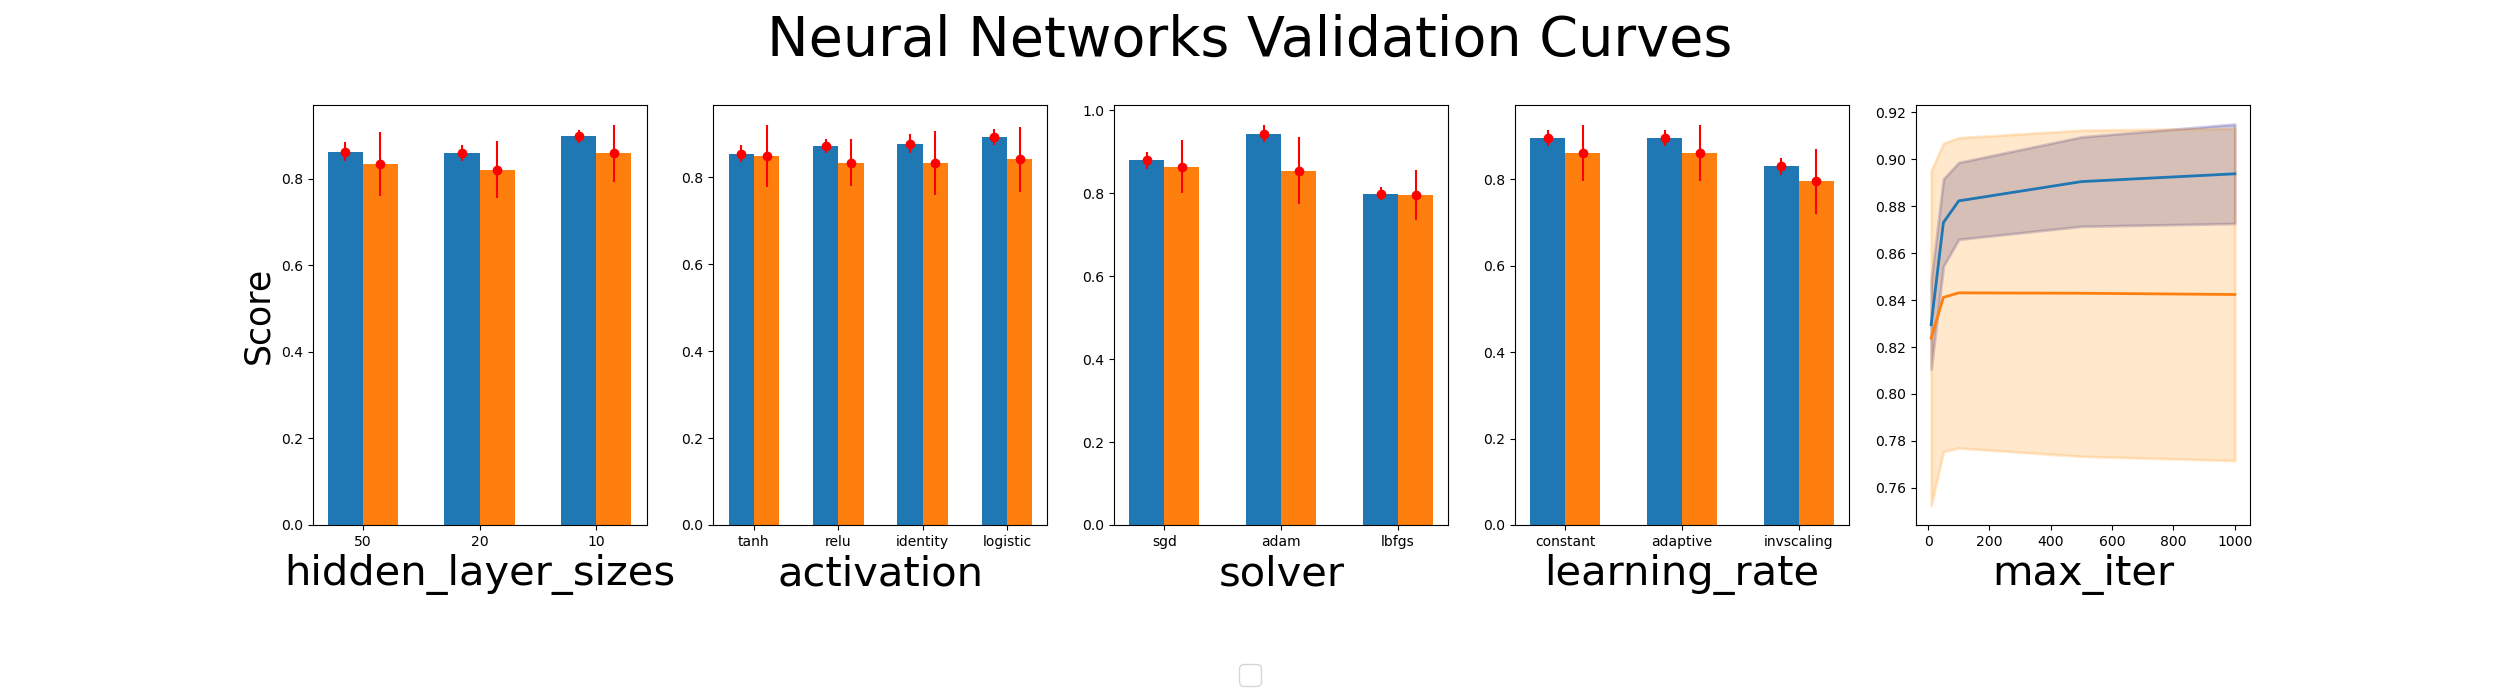 Neural Networks Validation Curves
Score
0.0
0.2
0.4
0.6
0.8
50
20
10
hidden_layer_sizes
0.0
0.2
0.4
0.6
0.8
tanh
relu
identity
logistic
activation
0.0
0.2
0.4
0.6
0.8
1.0
sgd
adam
lbfgs
solver
0.0
0.2
0.4
0.6
0.8
constant
adaptive
invscaling
learning_rate
0.76
0.78
0.80
0.82
0.84
0.86
0.88
0.90
0.92
0
200
400
600
800
1000
max_iter